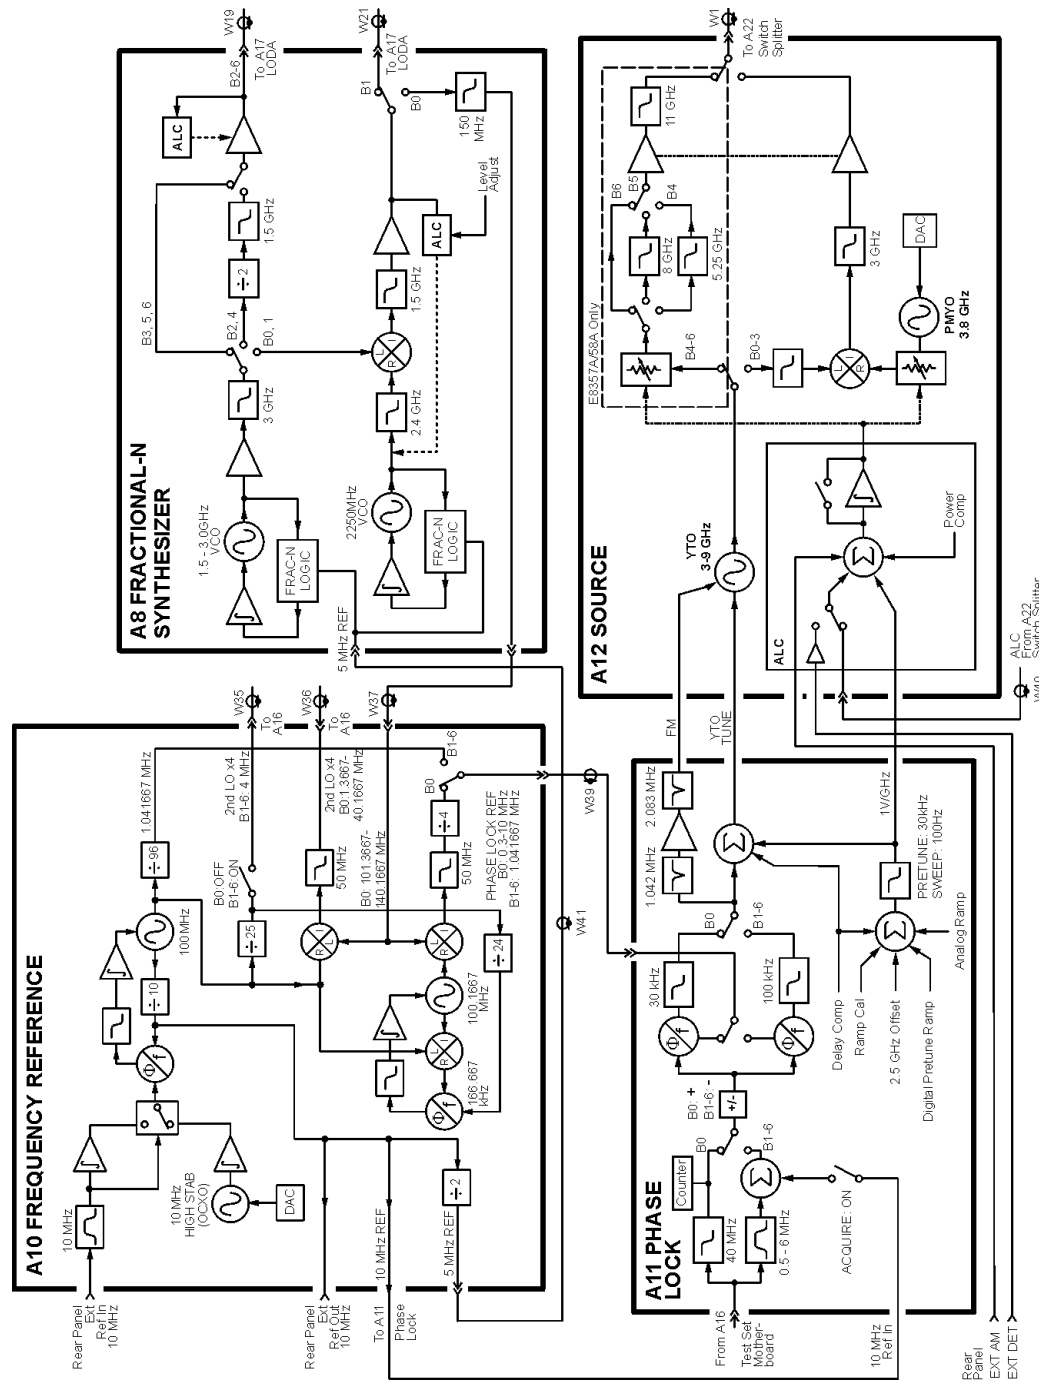 A10 FREQUENCY REFERENCE
Rear Panel
Ext
Ref In
10 MHz
10 MHz
10 MHz
HIGH STAB
(OCXO)
DAC
Φ/f
÷10
100MHz
÷96
1.041667 MHz
B0:OFF
B1-6:ON
÷25
2nd LO x4
B1-6: 4 MHz
W35
To
A16
2nd LO x4
B0:1.3667-
40.1667 MHz
50 MHz
R
L
I
W36
To
A16
B0: 101.3667-
140.1667 MHz
W37
B0
B1-6
÷4
50 MHz
PHASE LOCK REF
B0: 0.3-10 MHz
B1-6: 1.041667 MHz
R
L
I
100.1667
MHz
÷24
R
L
I
Φ/f
166.667
kHz
÷2
Rear Panel
Ext
Ref Out
10 MHz
To A11
Phase
Lock
10 MHz REF
5 MHz REF
W39
W41
A8 FRACTIONAL-N
SYNTHESIZER
1.5 - 3.0GHz
VCO
FRAC-N
LOGIC
3 GHz
B3, 5, 6
B2, 4
B0, 1
÷2
1.5 GHz
ALC
B2-6
W19
To A17
LODA
5 MHz REF
2250MHz
VCO
FRAC-N
LOGIC
2.4 GHz
R
L
I
1.5 GHz
ALC
Level
Adjust
B1
B0
W21
To A17
LODA
150
MHz
A11 PHASE
LOCK
From A16
Test Set
Mother-
board
40 MHz
0.5 - 6 MHz
Counter
Σ
B0
B1-6
ACQUIRE: ON
10 MHz
Ref In
B0: +
B1-6: -
+/-
Φ/f
Φ/f
30 kHz
100 kHz
B0
B1-6
1.042 MHz
2.083 MHz
FM
Σ
YTO
TUNE
Delay Comp
Ramp Cal
2.5 GHz Offset
Digital Pretune Ramp
Analog Ramp
Σ
PRETUNE: 30kHz
SWEEP: 100Hz
1V/GHz
Rear
Panel
EXT AM
EXT DET
A12 SOURCE
YTO
3-9 GHz
ALC
Σ
Power
Comp
ALC
From A22
Switch Splitter
E8357A/58A Only
B4-6
B0-3
8 GHz
5.25 GHz
B6
B5
B4
11 GHz
W1
To A22
Switch
Splitter
L
I
R
3 GHz
PMYO
3.8 GHz
DAC